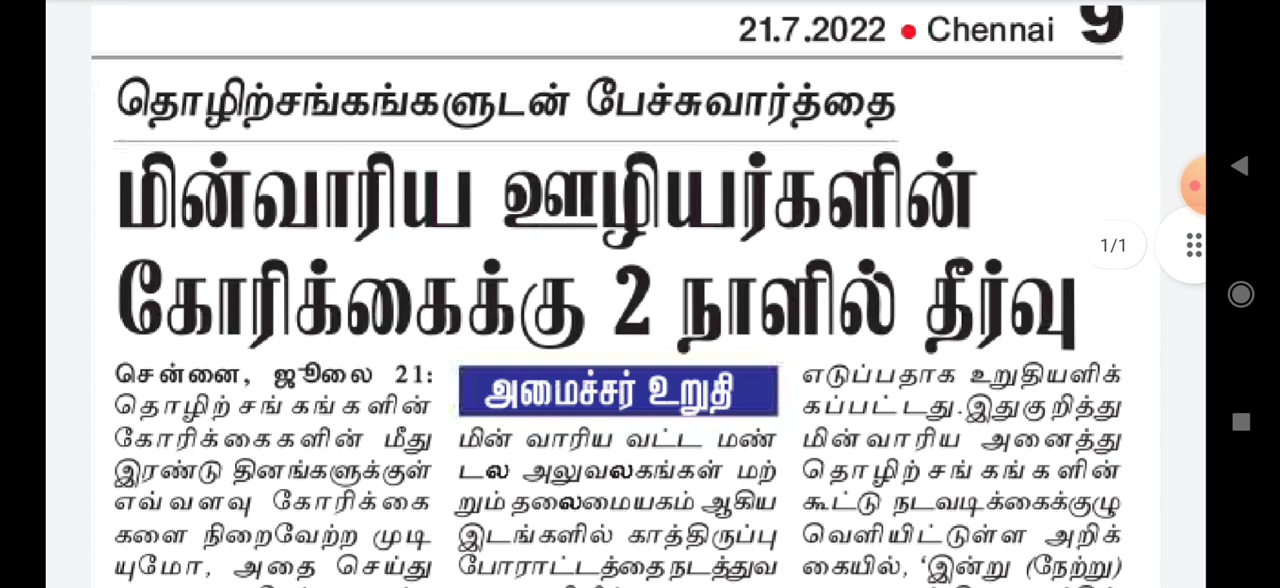 21.7.2022 • Chennai 9
தொழிற்சங்கங்களுடன் பேச்சுவார்த்தை
மின்வாரிய ஊழியர்களின்
கோரிக்கைக்கு 2 நாளில் தீர்வு
சென்னை, ஜூலை 21:
தொழிற் சங்கங்களின்
கோரிக்கைகளின் மீது
இரண்டு தினங்களுக்குள்
எவ்வளவு கோரிக்கை
களை நிறைவேற்ற முடி
யுமோ, அதை செய்து
அமைச்சர் உறுதி
மின் வாரிய வட்ட மண்
டல அலுவலகங்கள் மற்
றும் தலைமையகம் ஆகிய
இடங்களில் காத்திருப்பு
போராட்டத்தை நடத்துவ
எடுப்பதாக உறுதியளிக்
கப்பட்டது.இதுகுறித்து
மின்வாரிய அனைத்து
தொழிற் சங்கங்களின்
கூட்டு நடவடிக்கைக்குழு
வெளியிட்டுள்ள அறிக்
கையில், ‘இன்று (நேற்று)
1/1